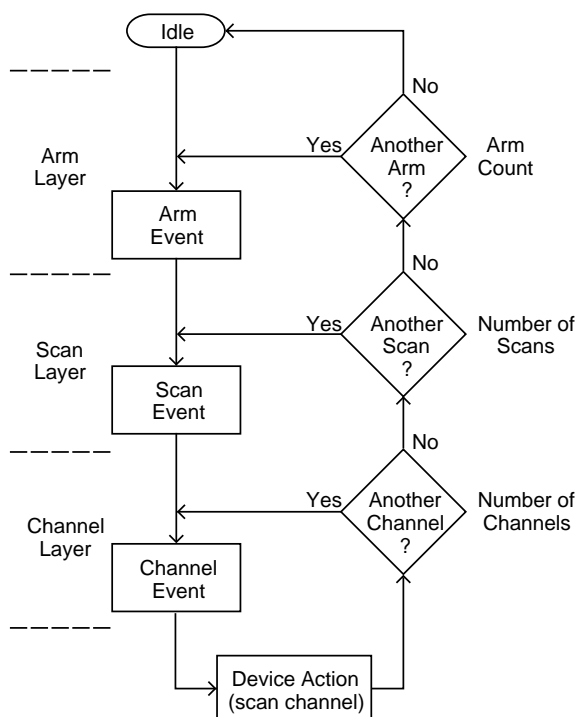 Idle
No
Yes
Another
Arm
?
Arm
Count
Arm
Layer
Arm
Event
No
Yes
Another
Scan
?
Number of
Scans
Scan
Layer
Scan
Event
No
Yes
Another
Channel
?
Number of
Channels
Channel
Layer
Channel
Event
Device Action
(scan channel)